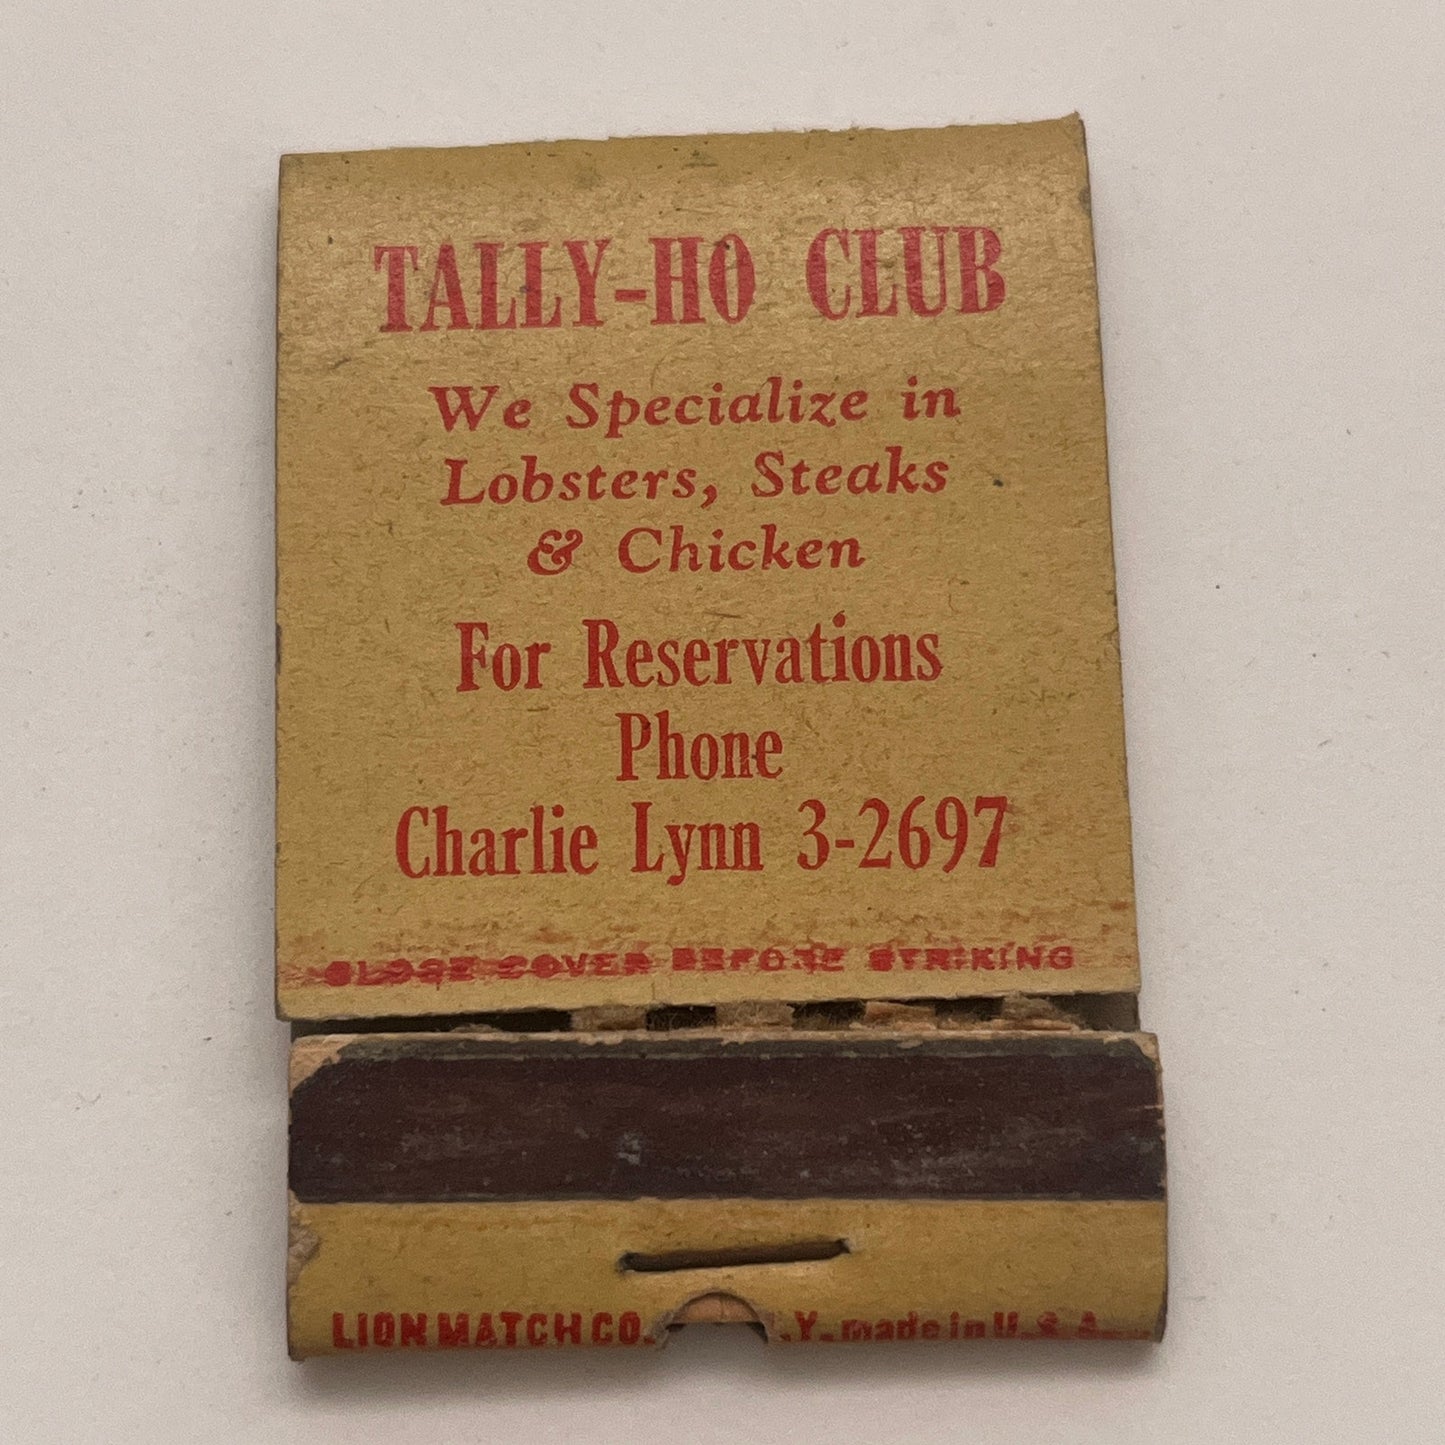 TALLY-HO CLUB
We Specialize in
Lobsters, Steaks
& Chicken
For Reservations
Phone
Charlie Lynn 3-2697
CLOSE COVER BEFORE STRIKING
LION MATCH CO. .Y. made in U.S.A.